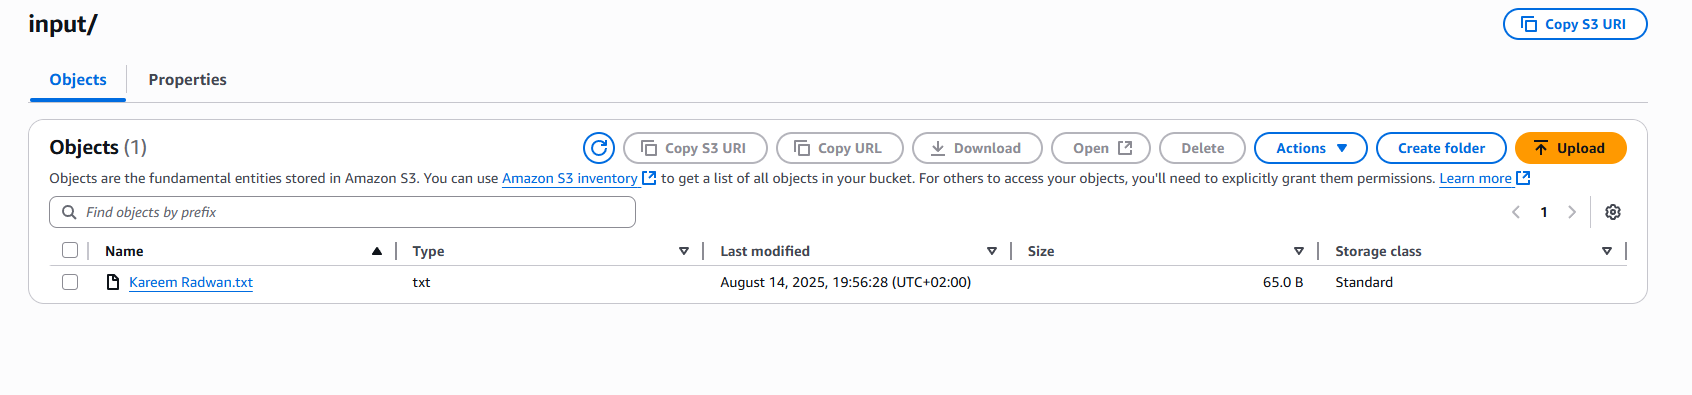 input/
Copy S3 URI
Objects
Properties
Objects (1)
Copy S3 URI
Copy URL
Download
Open
Delete
Actions
Create folder
Upload
Objects are the fundamental entities stored in Amazon S3. You can use Amazon S3 inventory to get a list of all objects in your bucket. For others to access your objects, you'll need to explicitly grant them permissions. Learn more
Find objects by prefix
1
Name Type Last modified Size Storage class
Kareem Radwan.txt txt August 14, 2025, 19:56:28 (UTC+02:00) 65.0 B Standard